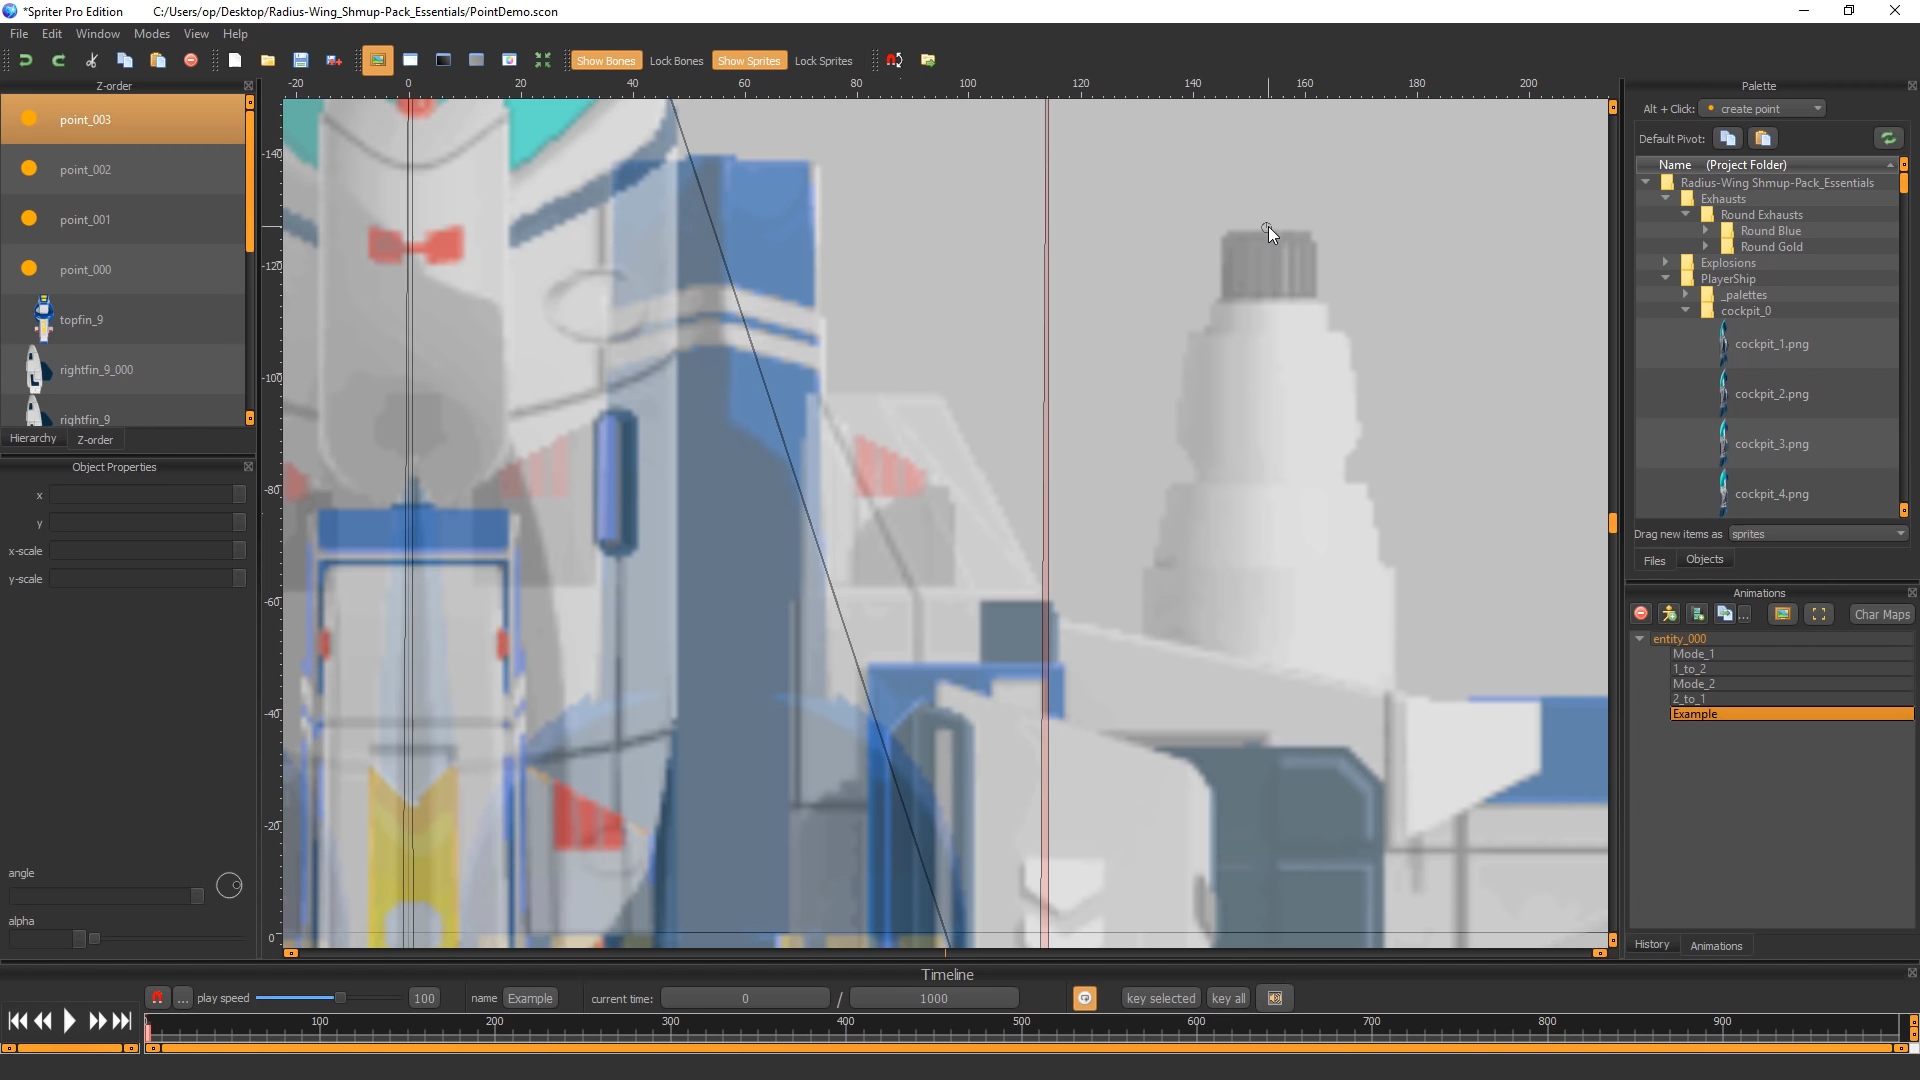 *Spriter Pro Edition C:/Users/op/Desktop/Radius-Wing_Shmup-Pack_Essentials/PointDemo.scon
File Edit Window Modes View Help
Show Bones Lock Bones Show Sprites Lock Sprites
Z-order
point_003
point_002
point_001
point_000
topfin_9
rightfin_9_000
rightfin_9
Hierarchy Z-order
Object Properties
x
y
x-scale
y-scale
angle
alpha
-20 0 20 40 60 80 100 120 140 160 180 200
-140
-120
-100
-80
-60
-40
-20
0
Palette
Alt + Click: create point
Default Pivot:
Name (Project Folder)
Radius-Wing Shmup-Pack_Essentials
Exhausts
Round Exhausts
Round Blue
Round Gold
Explosions
PlayerShip
_palettes
cockpit_0
cockpit_1.png
cockpit_2.png
cockpit_3.png
cockpit_4.png
Drag new items as sprites
Files Objects
Animations
... Char Maps
entity_000
Mode_1
1_to_2
Mode_2
2_to_1
Example
History Animations
Timeline
... play speed 100 name Example current time: 0 / 1000 key selected key all
100 200 300 400 500 600 700 800 900